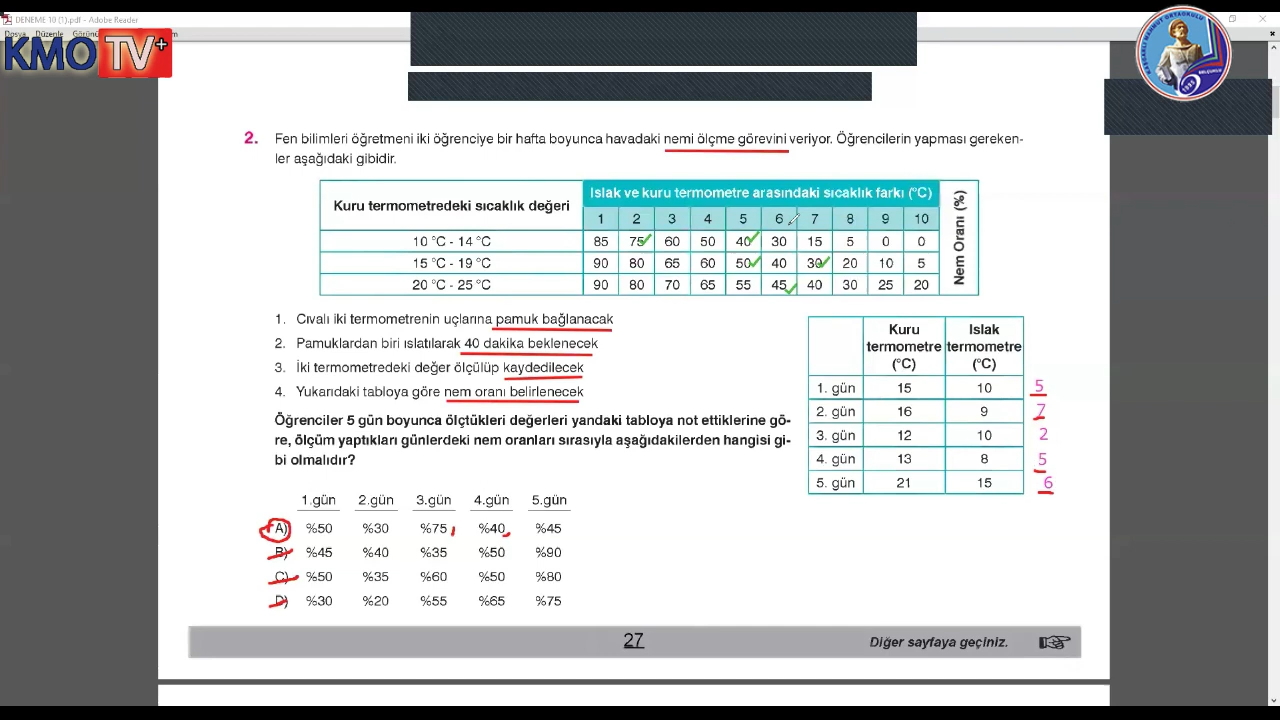 DENEME 10 (1).pdf - Adobe Reader
Dosya Düzenle Görünü m
KMO TV+
2. Fen bilimleri öğretmeni iki öğrenciye bir hafta boyunca havadaki nemi ölçme görevini veriyor. Öğrencilerin yapması gereken-
ler aşağıdaki gibidir.
Kuru termometredeki sıcaklık değeri
Islak ve kuru termometre arasındaki sıcaklık farkı (°C)
Nem Oranı (%)
1 2 3 4 5 6 7 8 9 10
10 °C - 14 °C 85 75 60 50 40 30 15 5 0 0
15 °C - 19 °C 90 80 65 60 50 40 30 20 10 5
20 °C - 25 °C 90 80 70 65 55 45 40 30 25 20
1. Cıvalı iki termometrenin uçlarına pamuk bağlanacak
2. Pamuklardan biri ıslatılarak 40 dakika beklenecek
3. İki termometredeki değer ölçülüp kaydedilecek
4. Yukarıdaki tabloya göre nem oranı belirlenecek
Öğrenciler 5 gün boyunca ölçtükleri değerleri yandaki tabloya not ettiklerine gö-
re, ölçüm yaptıkları günlerdeki nem oranları sırasıyla aşağıdakilerden hangisi gi-
bi olmalıdır?
Kuru termometre (°C) Islak termometre (°C)
1. gün 15 10 5
2. gün 16 9 7
3. gün 12 10 2
4. gün 13 8 5
5. gün 21 15 6
1.gün 2.gün 3.gün 4.gün 5.gün
A) %50 %30 %75 %40 %45
B) %45 %40 %35 %50 %90
C) %50 %35 %60 %50 %80
D) %30 %20 %55 %65 %75
27
Diğer sayfaya geçiniz.